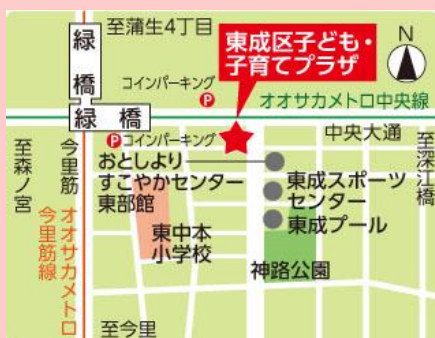 至蒲生4丁目
緑橋
緑橋
東成区子ども・
子育てプラザ
N
コインパーキング
P
オオサカメトロ中央線
P コインパーキング
中央大通
至森ノ宮
今里筋
オオサカメトロ
今里筋線
おとしより
すこやかセンター
東部館
東成スポーツ
センター
東成プール
至深江橋
東中本
小学校
神路公園
至今里